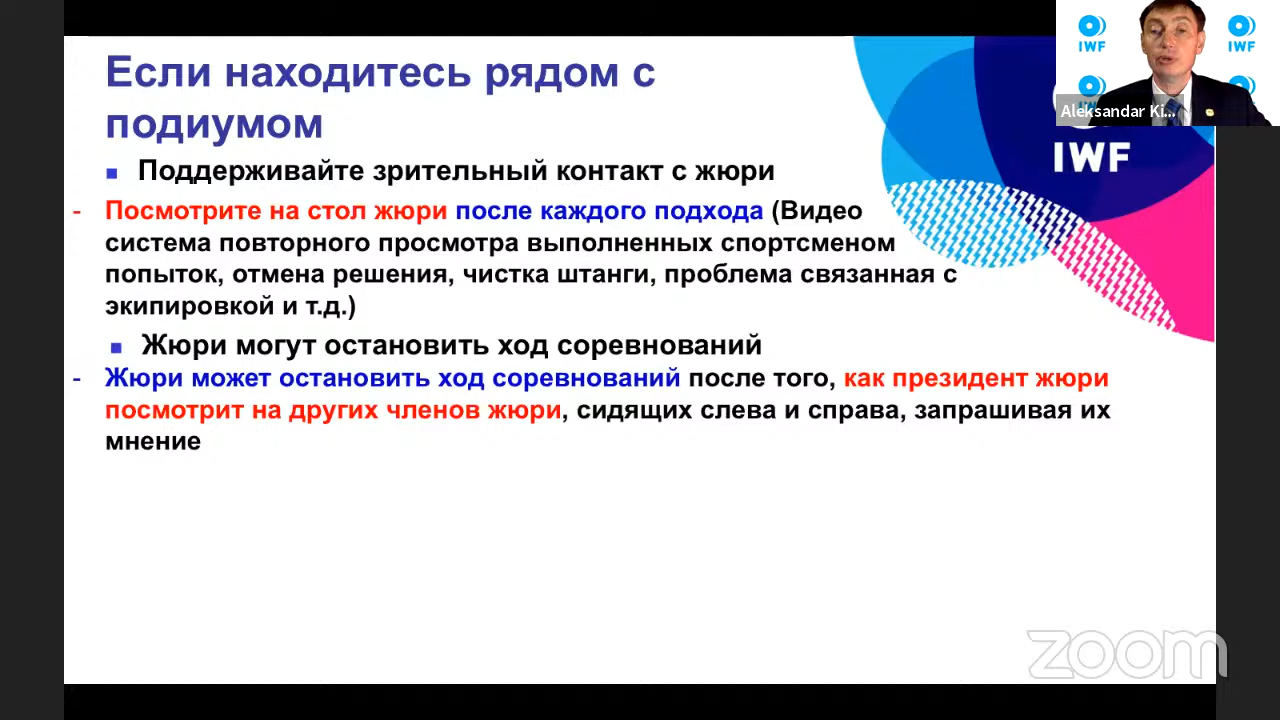 Если находитесь рядом с
подиумом
Поддерживайте зрительный контакт с жюри
- Посмотрите на стол жюри после каждого подхода (Видео
система повторного просмотра выполненных спортсменом
попыток, отмена решения, чистка штанги, проблема связанная с
экипировкой и т.д.)
Жюри могут остановить ход соревнований
- Жюри может остановить ход соревнований после того, как президент жюри
посмотрит на других членов жюри, сидящих слева и справа, запрашивая их
мнение
IWF
IWF
IWF
Aleksandar Ki...
zoom